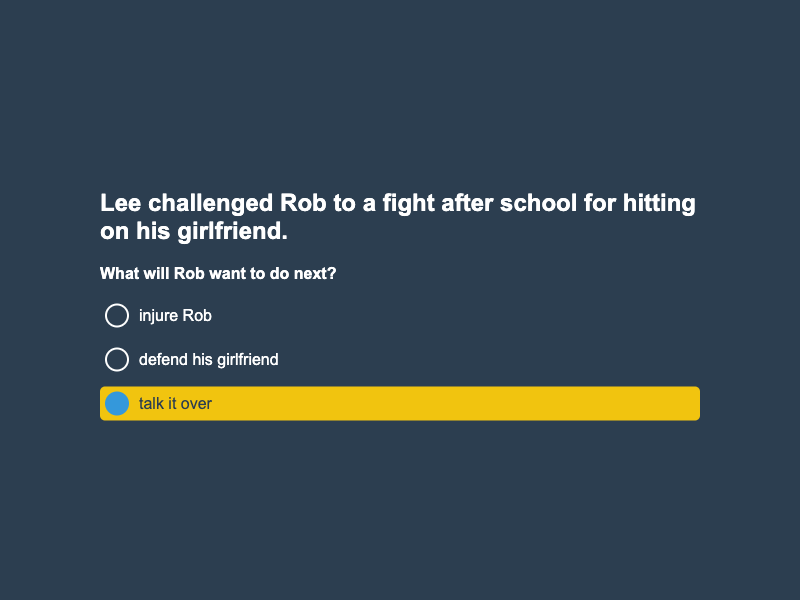 Lee challenged Rob to a fight after school for hitting
on his girlfriend.
What will Rob want to do next?
injure Rob
defend his girlfriend
talk it over